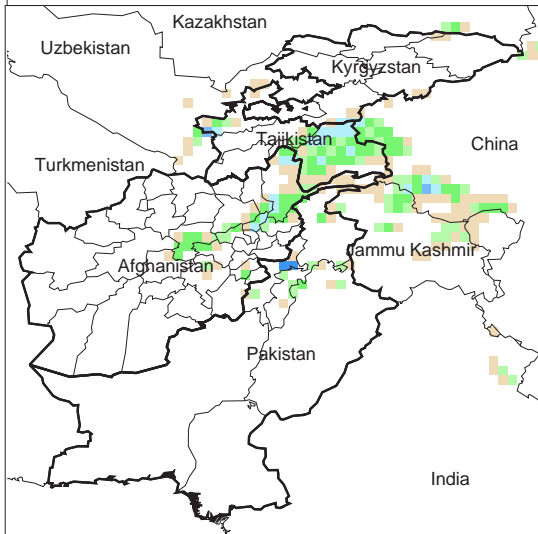 Kazakhstan
Uzbekistan
Kyrgyzstan
Tajikistan
China
Turkmenistan
Jammu Kashmir
Afghanistan
Pakistan
India